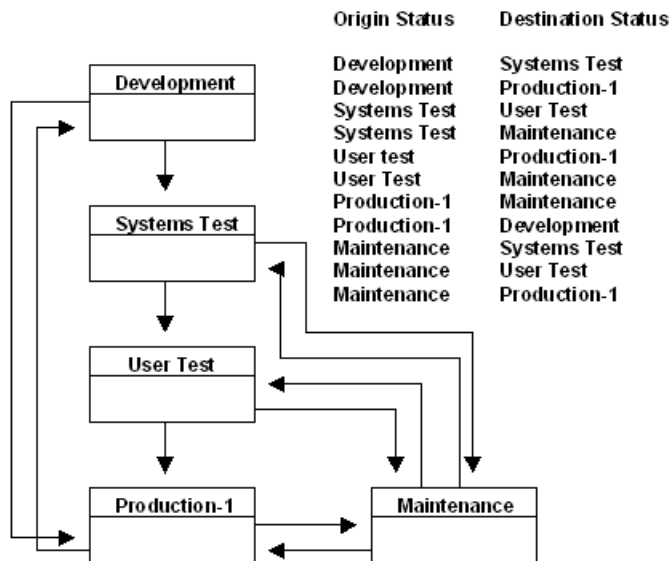 Origin Status Destination Status
Development Systems Test
Development Production-1
Systems Test User Test
Systems Test Maintenance
User test Production-1
User Test Maintenance
Production-1 Maintenance
Production-1 Development
Maintenance Systems Test
Maintenance User Test
Maintenance Production-1
Development
Systems Test
User Test
Production-1
Maintenance